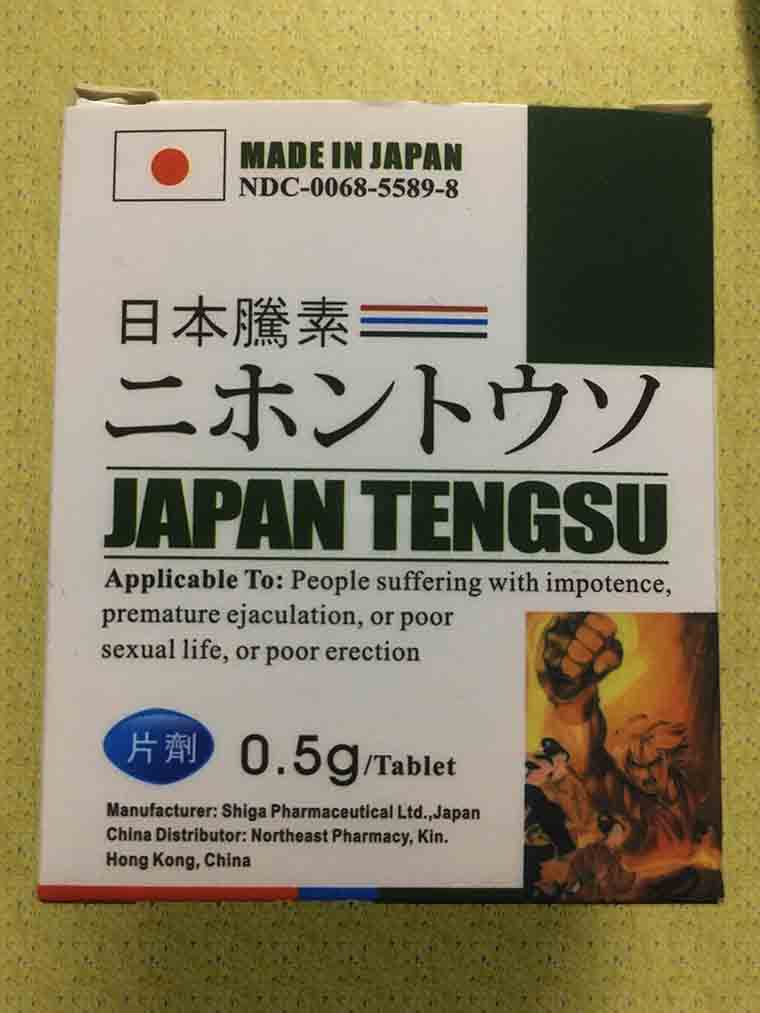 MADE IN JAPAN
NDC-0068-5589-8
日本騰素
ニホントウソ
JAPAN TENGSU
Applicable To: People suffering with impotence,
premature ejaculation, or poor
sexual life, or poor erection
片劑
0.5g/Tablet
Manufacturer: Shiga Pharmaceutical Ltd.,Japan
China Distributor: Northeast Pharmacy, Kin.
Hong Kong, China